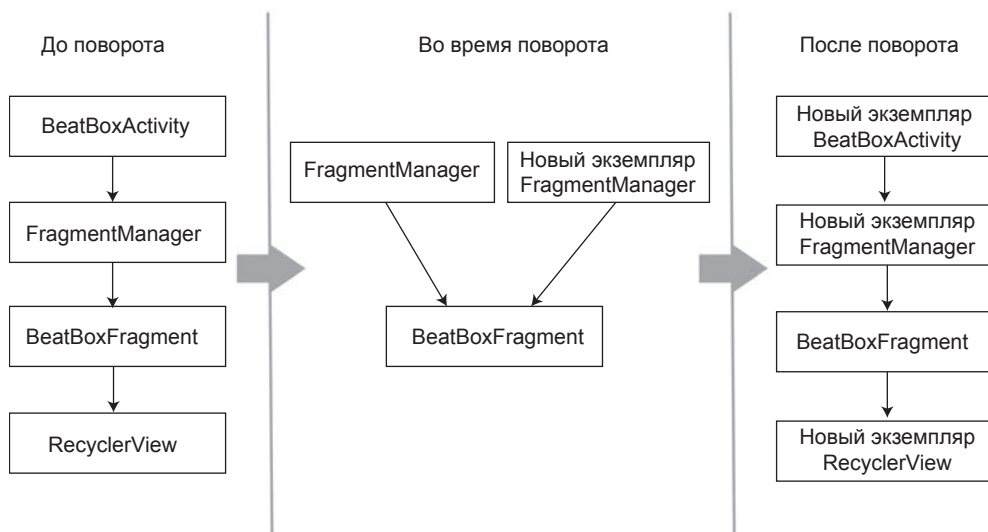 До поворота
BeatBoxActivity
FragmentManager
BeatBoxFragment
RecyclerView
Во время поворота
FragmentManager
Новый экземпляр
FragmentManager
BeatBoxFragment
После поворота
Новый экземпляр
BeatBoxActivity
Новый экземпляр
FragmentManager
BeatBoxFragment
Новый экземпляр
RecyclerView